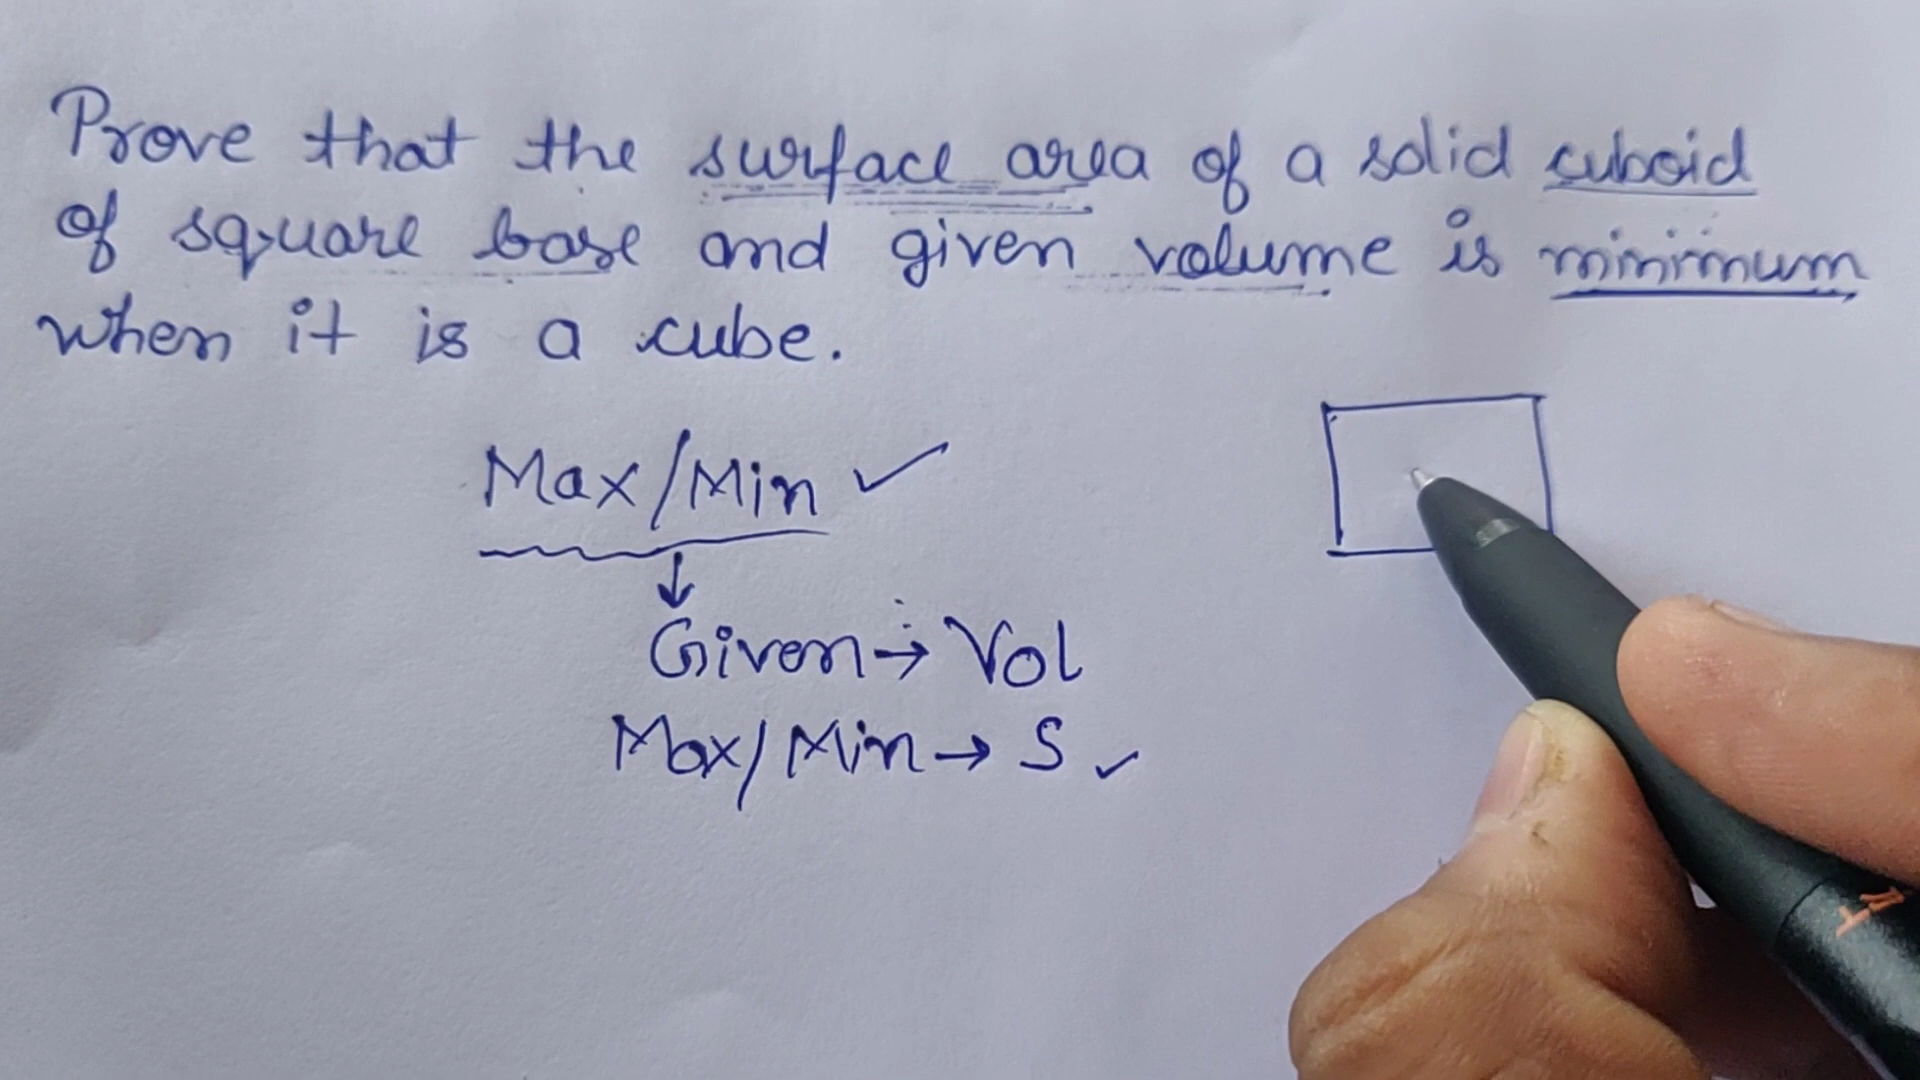 Prove that the surface area of a solid cuboid
of square base and given volume is minimum
when it is a cube.
Max/Min ✓
↓
Given → Vol
Max/Min → S ✓